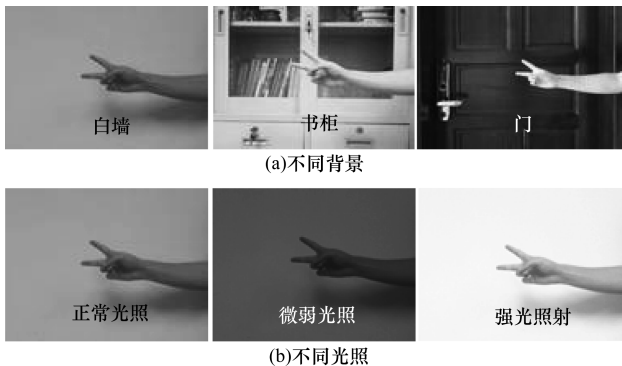 白墙
书柜
门
(a)不同背景
正常光照
微弱光照
强光照射
(b)不同光照